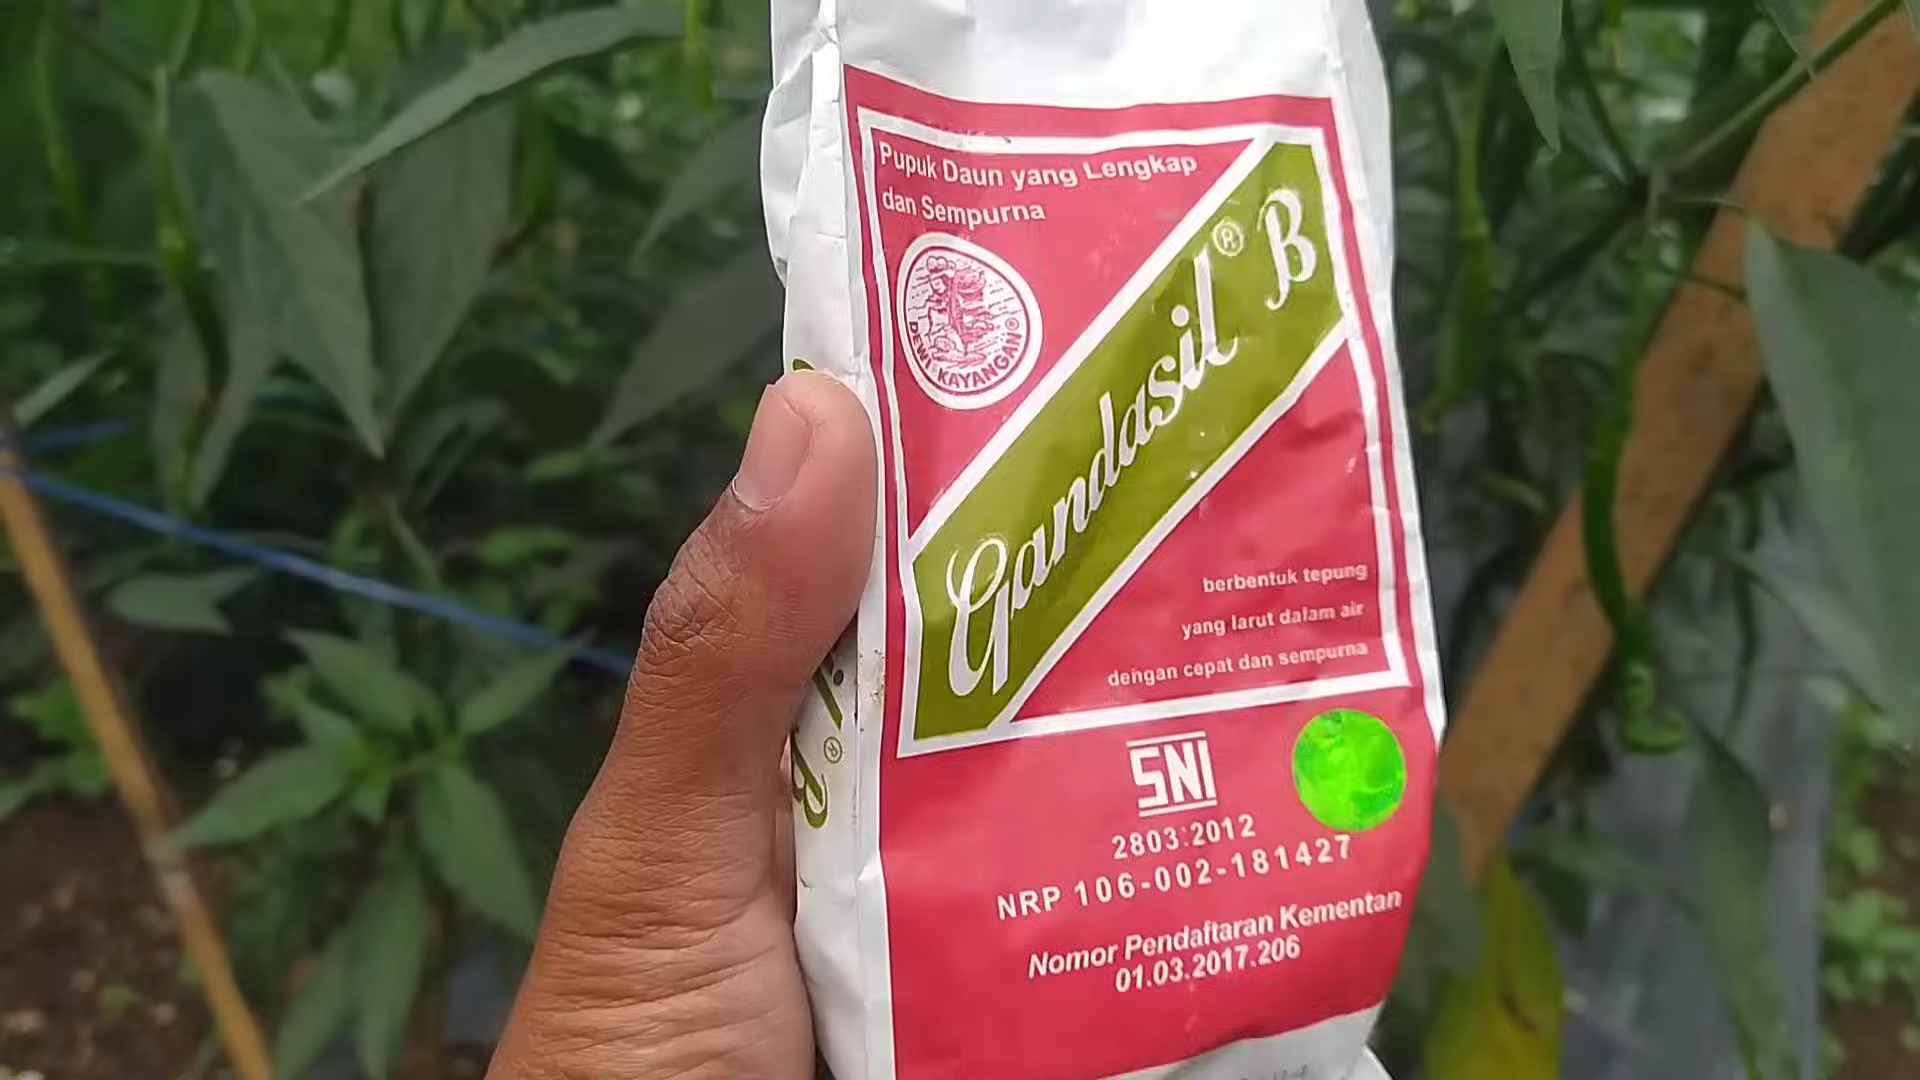 Pupuk Daun yang Lengkap
dan Sempurna
DEWI KAYANGAN®
Gandasil® B
berbentuk tepung
yang larut dalam air
dengan cepat dan sempurna
SNI
2803:2012
NRP 106-002-181427
Nomor Pendaftaran Kementan
01.03.2017.206
® B